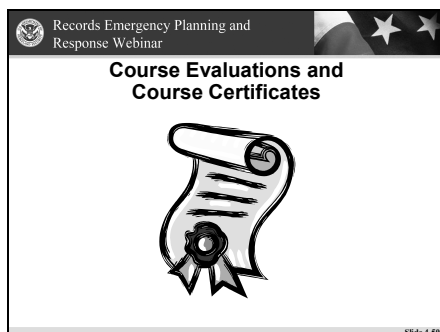 Records Emergency Planning and
Response Webinar
Course Evaluations and
Course Certificates